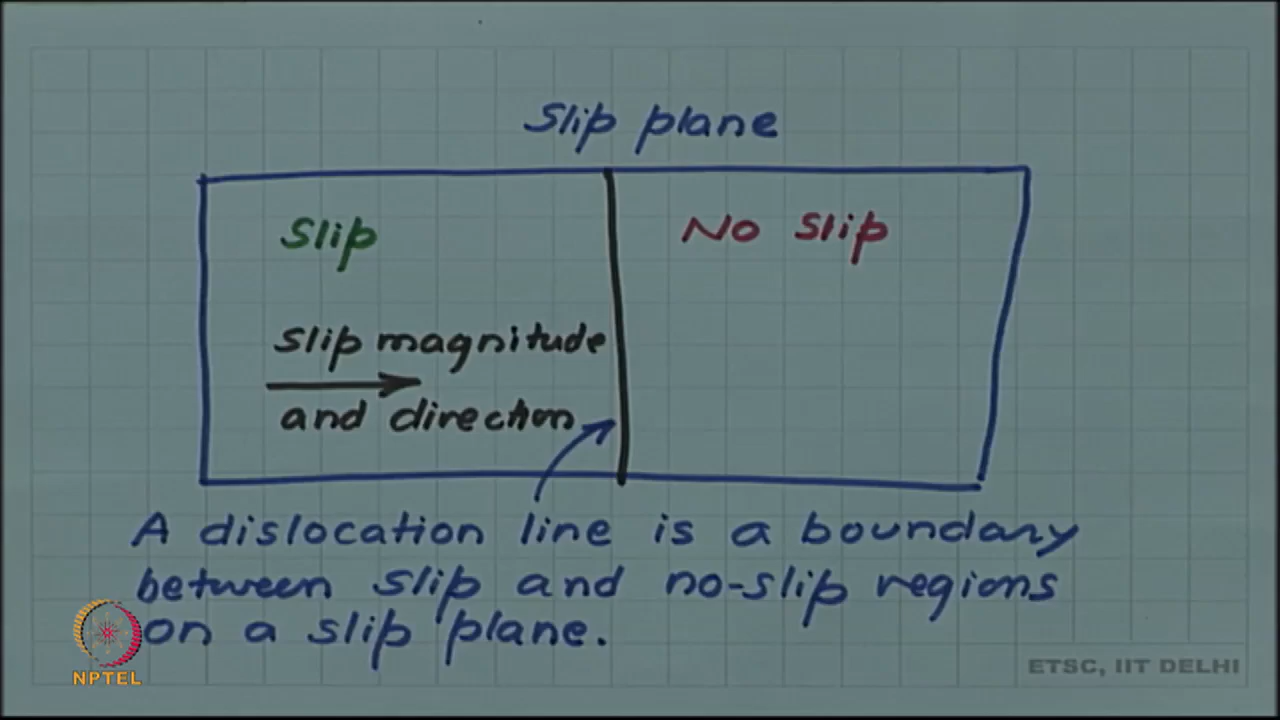 Slip plane
Slip
No slip
slip magnitude
and direction
A dislocation line is a boundary
between slip and no-slip regions
on a slip plane.
NPTEL
ETSC, IIT DELHI